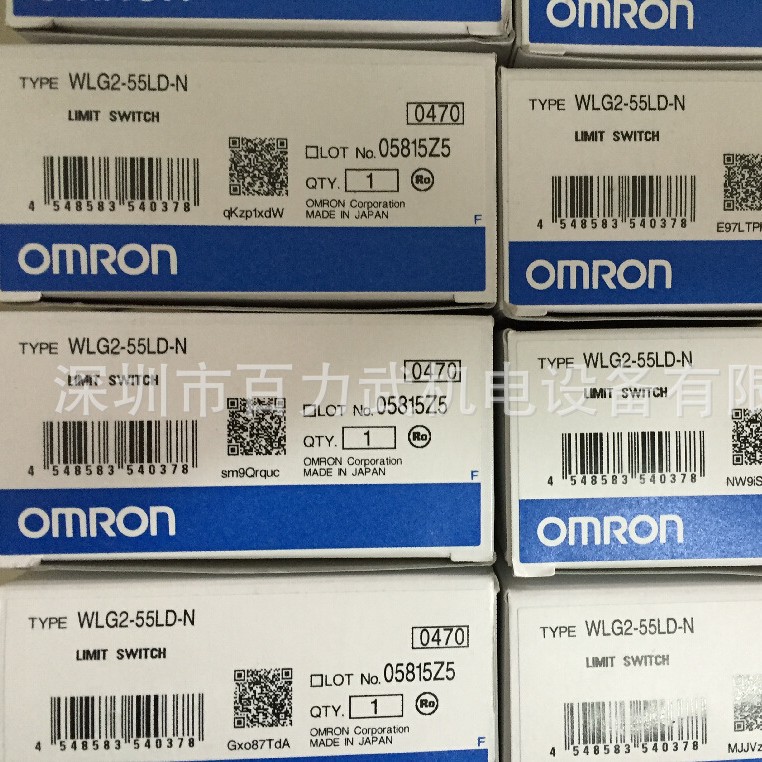 OMRON
OMRON
TYPE WLG2-55LD-N
LIMIT SWITCH
0470
□LOT No. 05815Z5
QTY. 1 Ro
4 548583 540378
qKzp1xdW
OMRON Corporation
MADE IN JAPAN
F
OMRON
TYPE WLG2-55LD-N
LIMIT SWITCH
4 548583 540378
OMRON
TYPE WLG2-55LD-N
LIMIT SWITCH
0470
□LOT No. 05815Z5
QTY. 1 Ro
4 548583 540378
sm9Qrquc
OMRON Corporation
MADE IN JAPAN
F
OMRON
TYPE WLG2-55LD-N
LIMIT SWITCH
4 548583 540378
OMRON
深圳市百力武机电设备有限
TYPE WLG2-55LD-N
LIMIT SWITCH
0470
□LOT No. 05815Z5
QTY. 1 Ro
4 548583 540378
Gxo87TdA
OMRON Corporation
MADE IN JAPAN
F
TYPE WLG2-55LD-N
LIMIT SWITCH
4 548583 540378